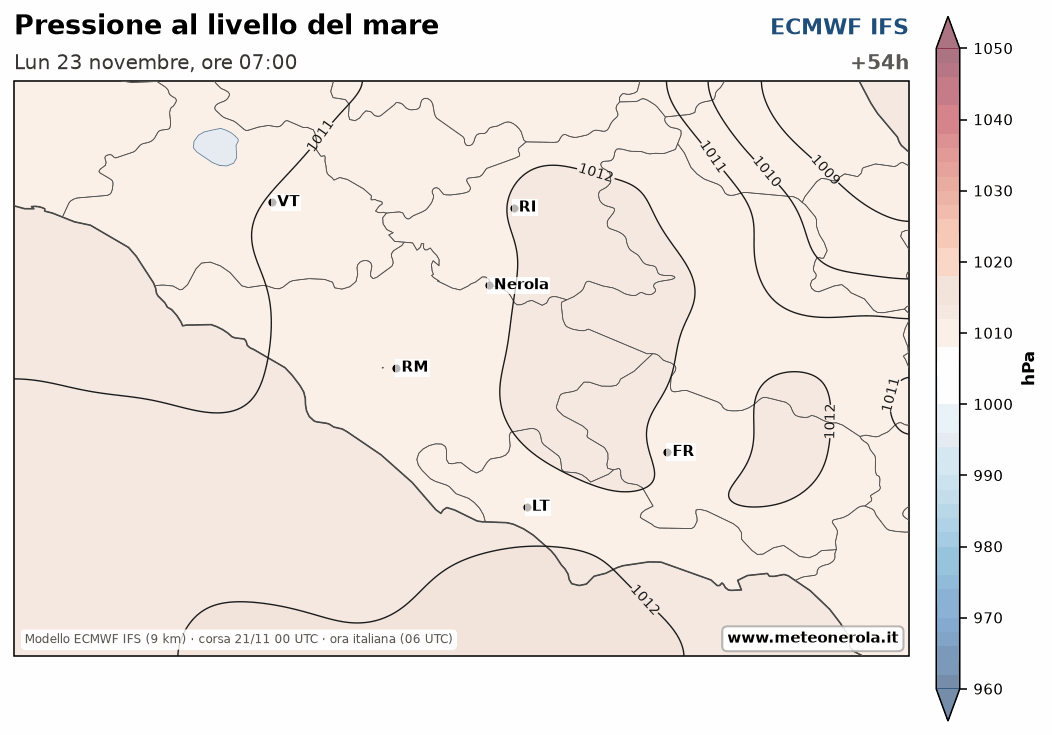 Pressione al livello del mare
ECMWF IFS
Lun 23 novembre, ore 07:00
+54h
1011
1012
1011
1010
1009
VT
RI
Nerola
RM
1011
1012
FR
LT
1012
Modello ECMWF IFS (9 km) · corsa 21/11 00 UTC · ora italiana (06 UTC)
www.meteonerola.it
1050
1040
1030
1020
1010
1000
990
980
970
960
hPa